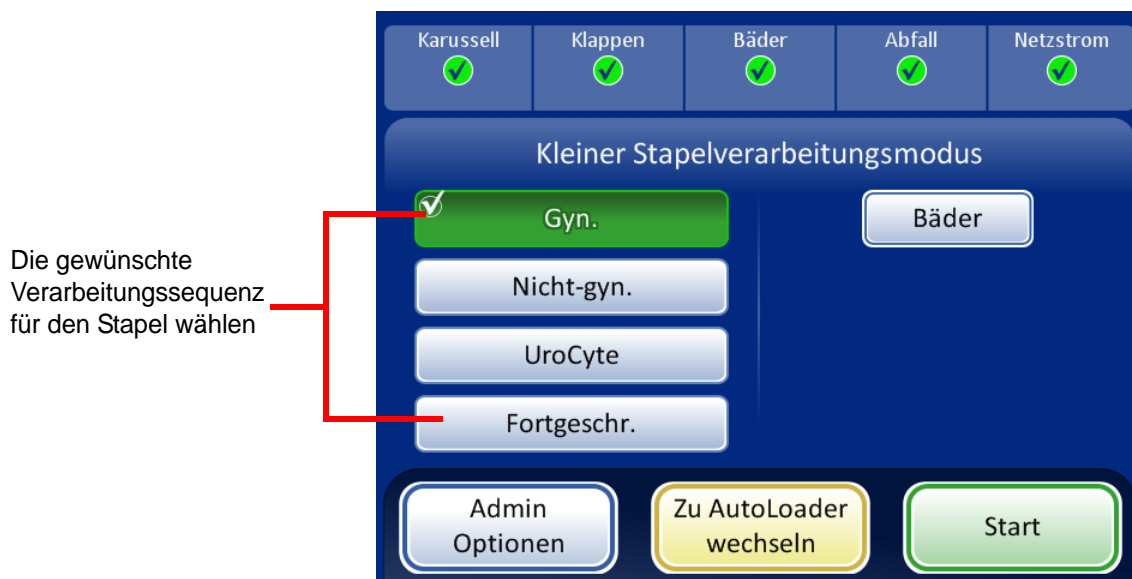 Karussell Klappen Bäder Abfall Netzstrom
Kleiner Stapelverarbeitungsmodus
Gyn.
Bäder
Nicht-gyn.
UroCyte
Fortgeschr.
Die gewünschte
Verarbeitungssequenz
für den Stapel wählen
Admin
Optionen
Zu AutoLoader
wechseln
Start